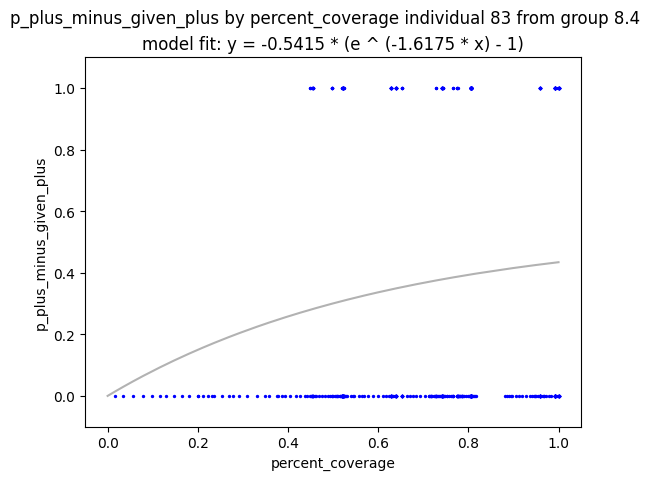 p_plus_minus_given_plus by percent_coverage individual 83 from group 8.4
model fit: y = -0.5415 * (e ^ (-1.6175 * x) - 1)
p_plus_minus_given_plus
1.0
0.8
0.6
0.4
0.2
0.0
0.0 0.2 0.4 0.6 0.8 1.0
percent_coverage